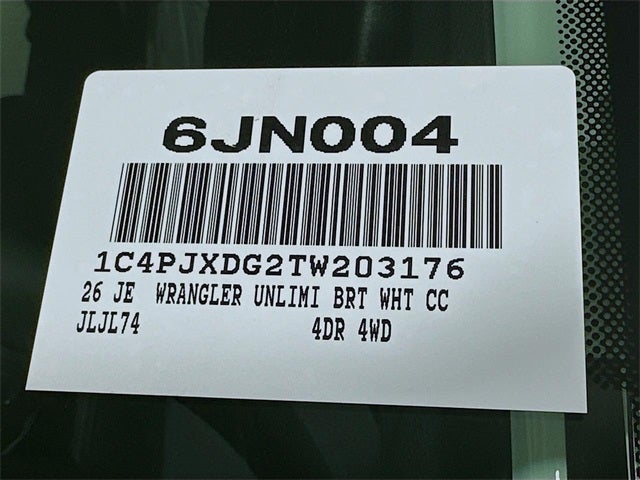 6JN004
1C4PJXDG2TW203176
26 JE WRANGLER UNLIMI BRT WHT CC
JLJL74 4DR 4WD